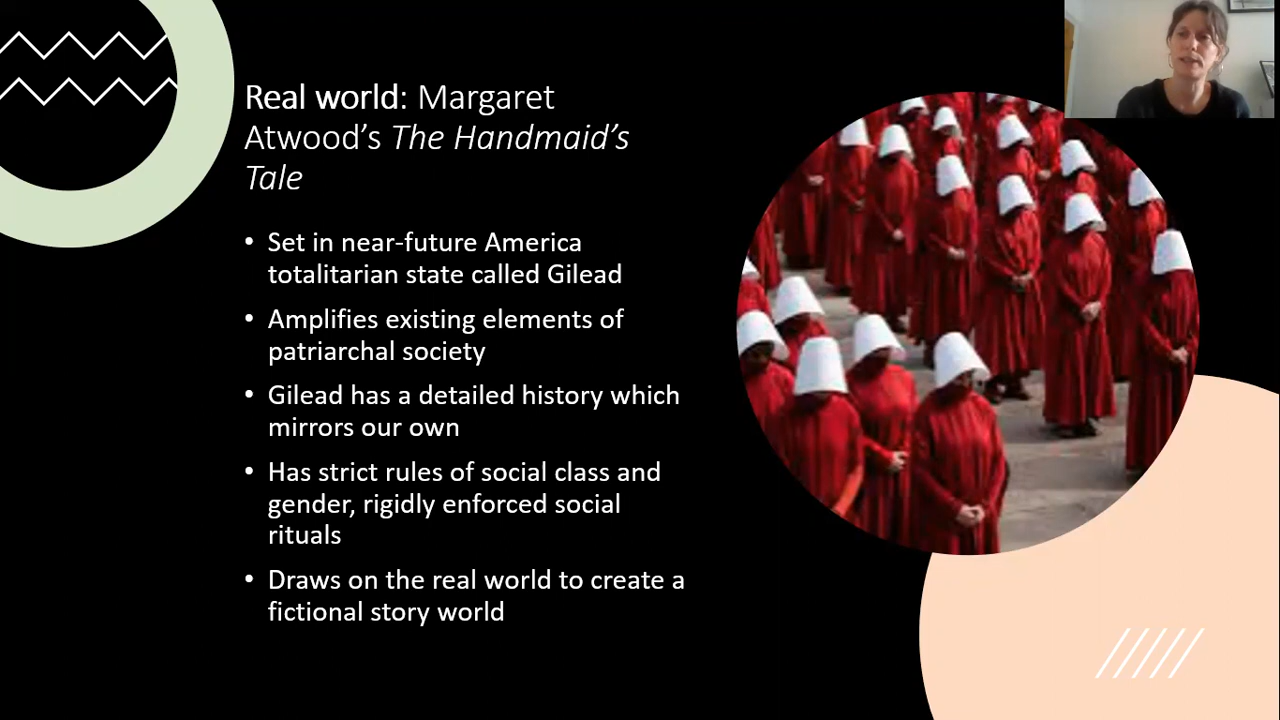 Real world: Margaret
Atwood’s The Handmaid’s
Tale
• Set in near-future America
totalitarian state called Gilead
• Amplifies existing elements of
patriarchal society
• Gilead has a detailed history which
mirrors our own
• Has strict rules of social class and
gender, rigidly enforced social
rituals
• Draws on the real world to create a
fictional story world